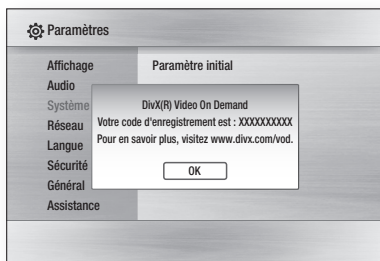 Paramètres
Affichage
Paramètre initial
Audio
Système
Réseau
Langue
Sécurité
Général
Assistance
DivX(R) Video On Demand
Votre code d'enregistrement est : XXXXXXXXXX
Pour en savoir plus, visitez www.divx.com/vod.
OK